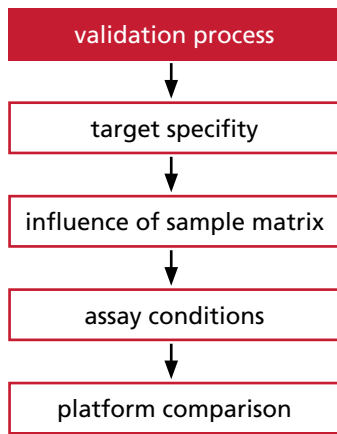 validation process
target specifity
influence of sample matrix
assay conditions
platform comparison